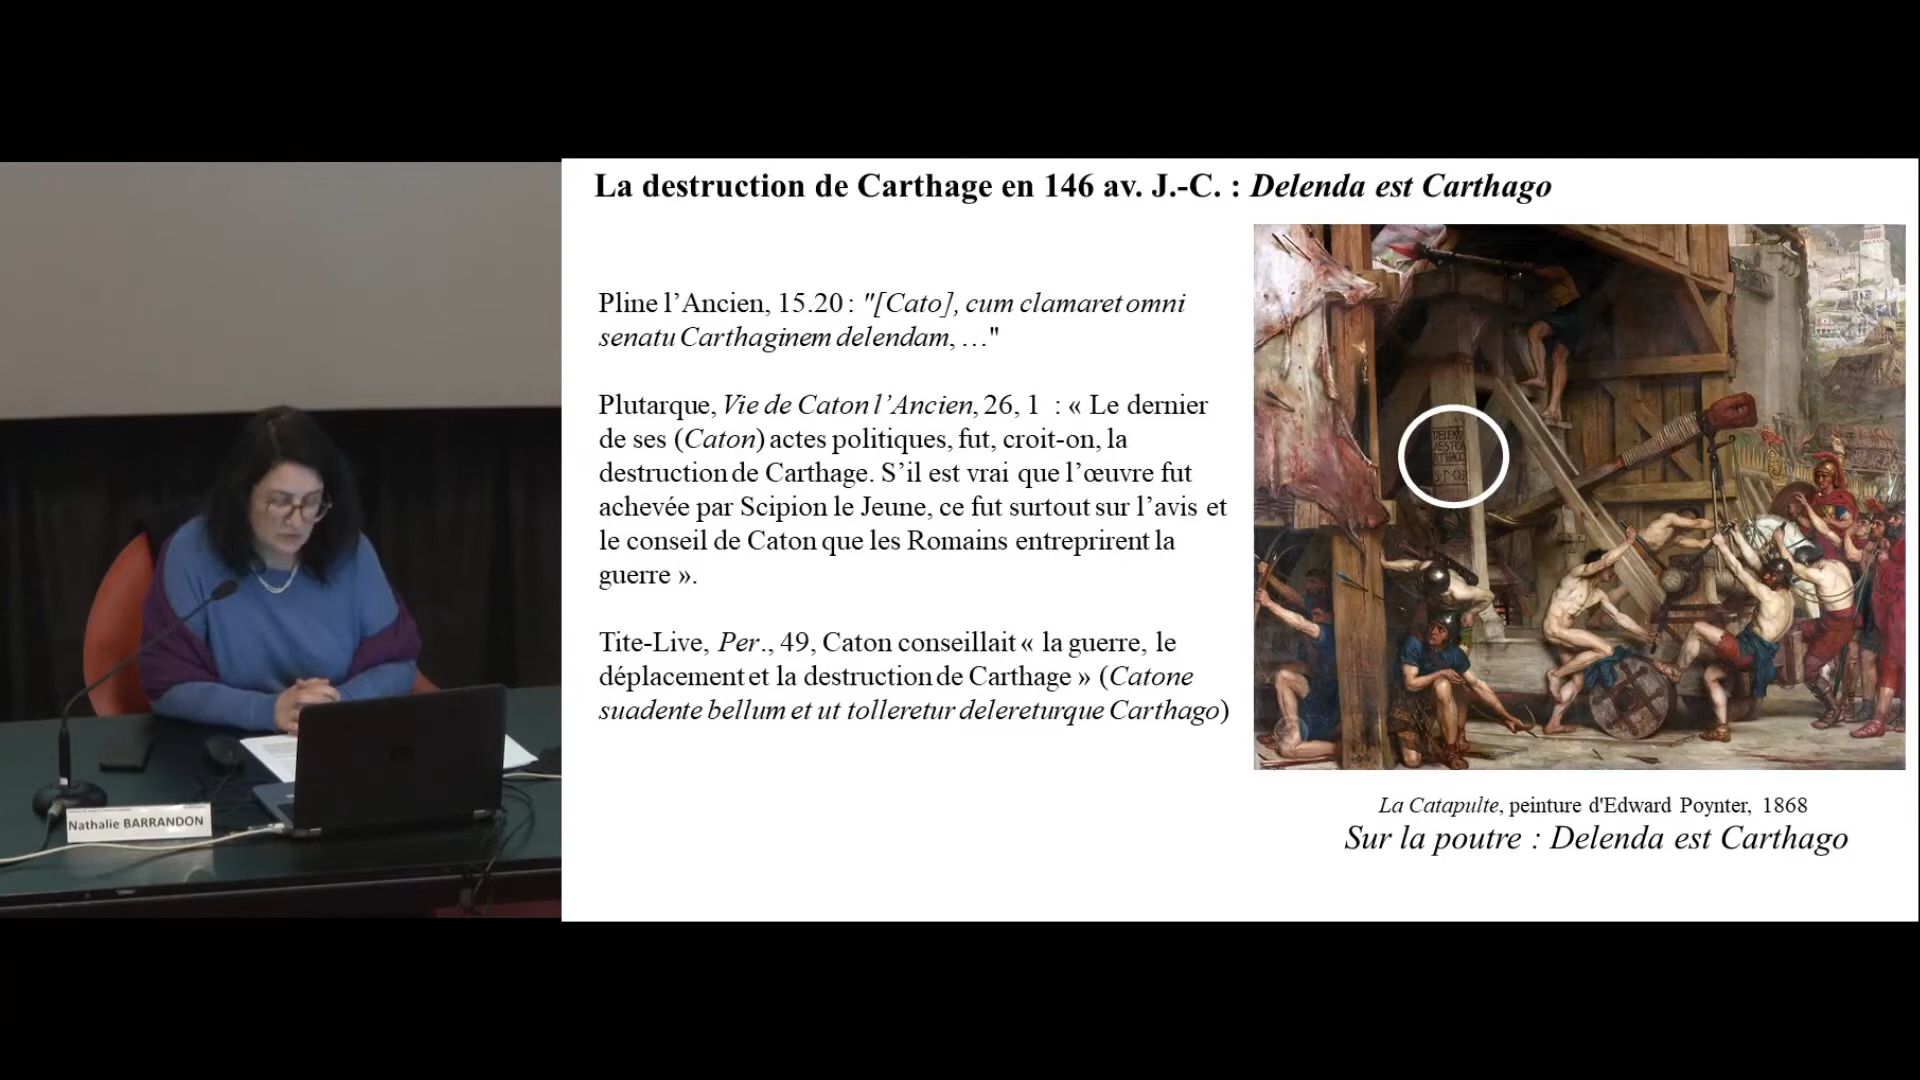 La destruction de Carthage en 146 av. J.-C. : Delenda est Carthago
Pline l’Ancien, 15.20 : "[Cato], cum clamaret omni
senatu Carthaginem delendam, …"
Plutarque, Vie de Caton l’Ancien, 26, 1 : « Le dernier
de ses (Caton) actes politiques, fut, croit-on, la
destruction de Carthage. S’il est vrai que l’œuvre fut
achevée par Scipion le Jeune, ce fut surtout sur l’avis et
le conseil de Caton que les Romains entreprirent la
guerre ».
Tite-Live, Per., 49, Caton conseillait « la guerre, le
déplacement et la destruction de Carthage » (Catone
suadente bellum et ut tolleretur delereturque Carthago)
La Catapulte, peinture d'Edward Poynter, 1868
Sur la poutre : Delenda est Carthago
Nathalie BARRANDON